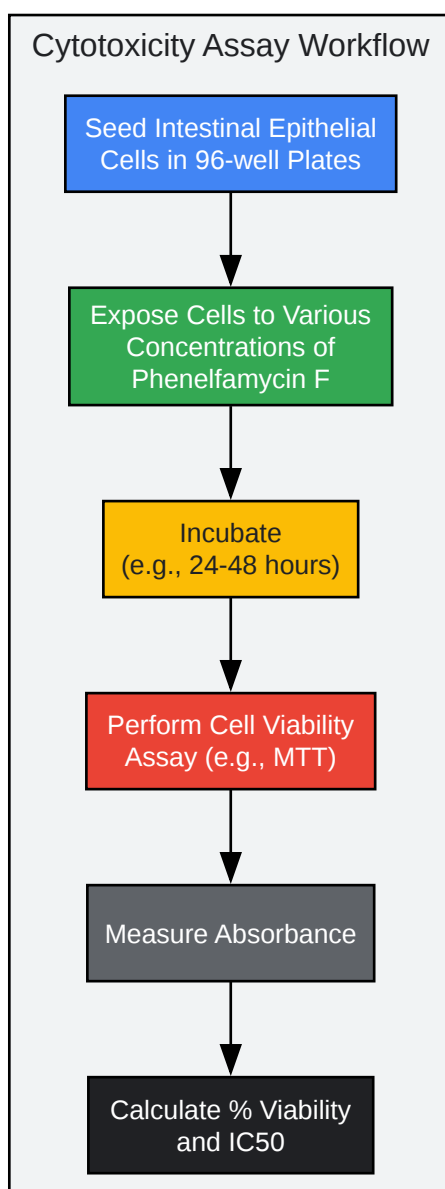 Cytotoxicity Assay Workflow
Seed Intestinal Epithelial
Cells in 96-well Plates
Expose Cells to Various
Concentrations of
Phenelfamycin F
Incubate
(e.g., 24-48 hours)
Perform Cell Viability
Assay (e.g., MTT)
Measure Absorbance
Calculate % Viability
and IC50